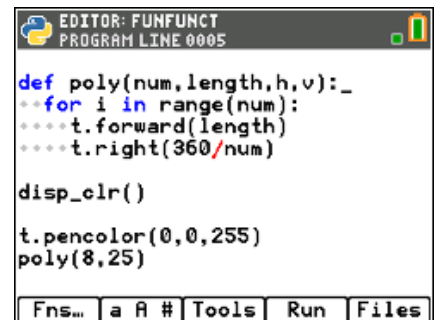 EDITOR: FUNFUNCT
PROGRAM LINE 0005
def poly(num,length,h,v):_
for i in range(num):
t.forward(length)
t.right(360/num)
disp_clr()
t.pencolor(0,0,255)
poly(8,25)
Fns… a A # Tools Run Files